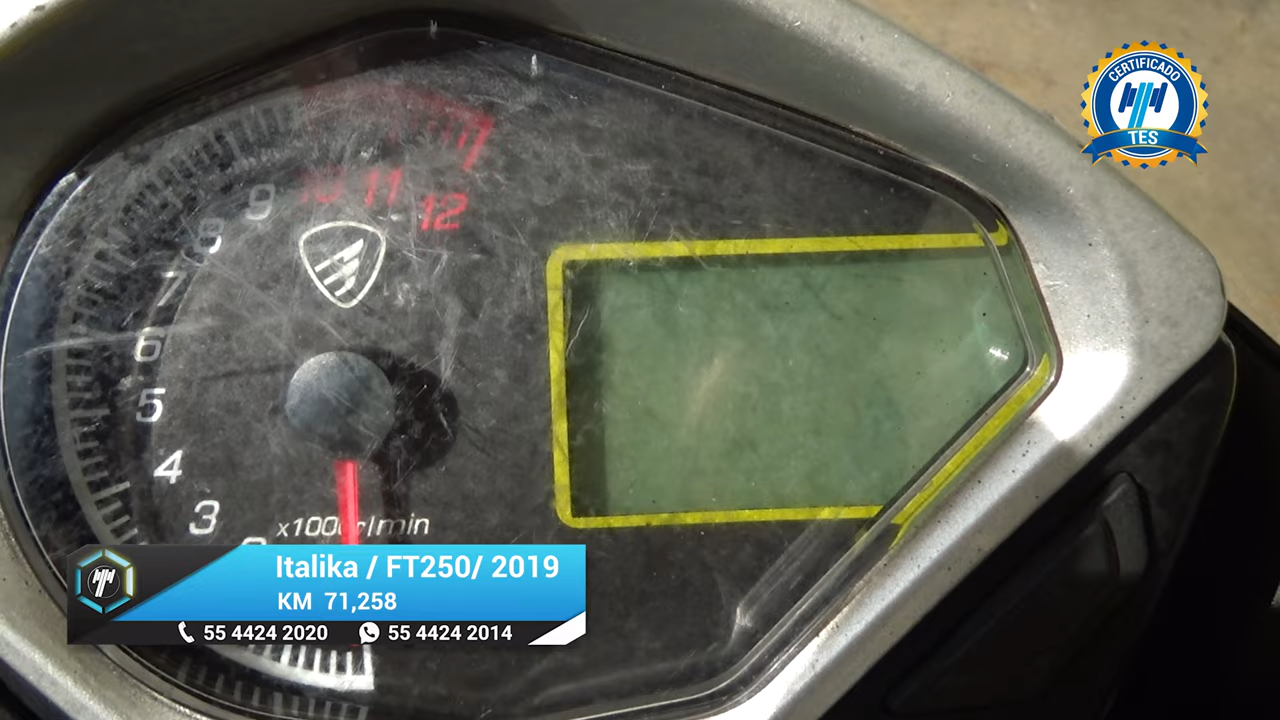 CERTIFICADO
TES
10 11
12
9
8
7
6
5
4
3
x1000r/min
Italika / FT250/ 2019
KM 71,258
55 4424 2020 55 4424 2014